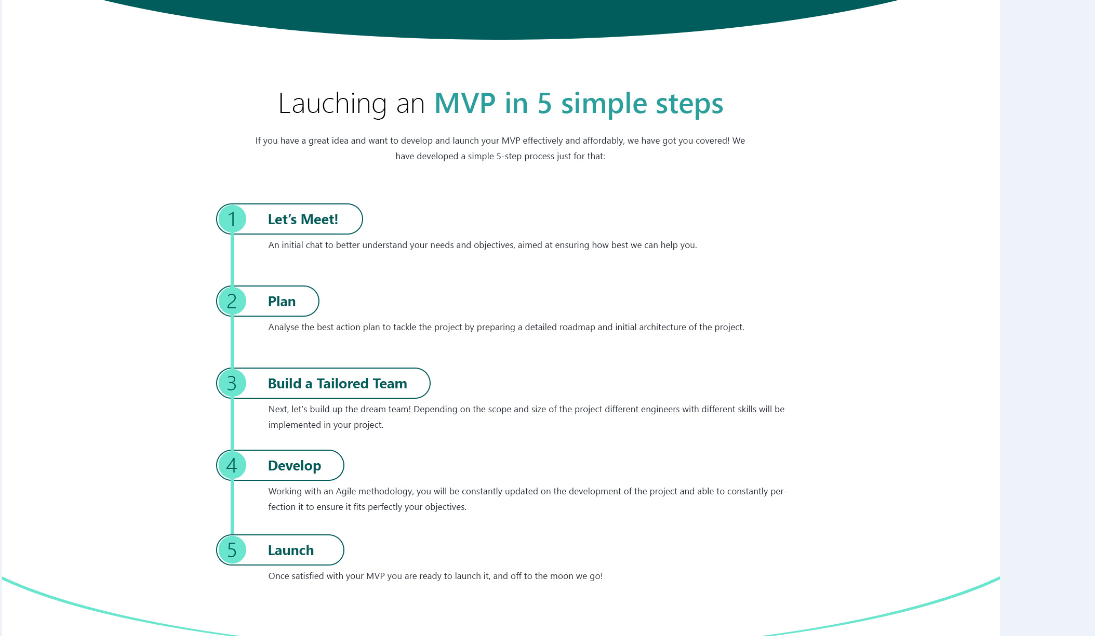 Lauching an MVP in 5 simple steps
If you have a great idea and want to develop and launch your MVP effectively and affordably, we have got you covered! We
have developed a simple 5-step process just for that:
1 Let's Meet!
An initial chat to better understand your needs and objectives, aimed at ensuring how best we can help you.
2 Plan
Analyse the best action plan to tackle the project by preparing a detailed roadmap and initial architecture of the project.
3 Build a Tailored Team
Next, let's build up the dream team! Depending on the scope and size of the project different engineers with different skills will be
implemented in your project.
4 Develop
Working with an Agile methodology, you will be constantly updated on the development of the project and able to constantly per-
fection it to ensure it fits perfectly your objectives.
5 Launch
Once satisfied with your MVP you are ready to launch it, and off to the moon we go!